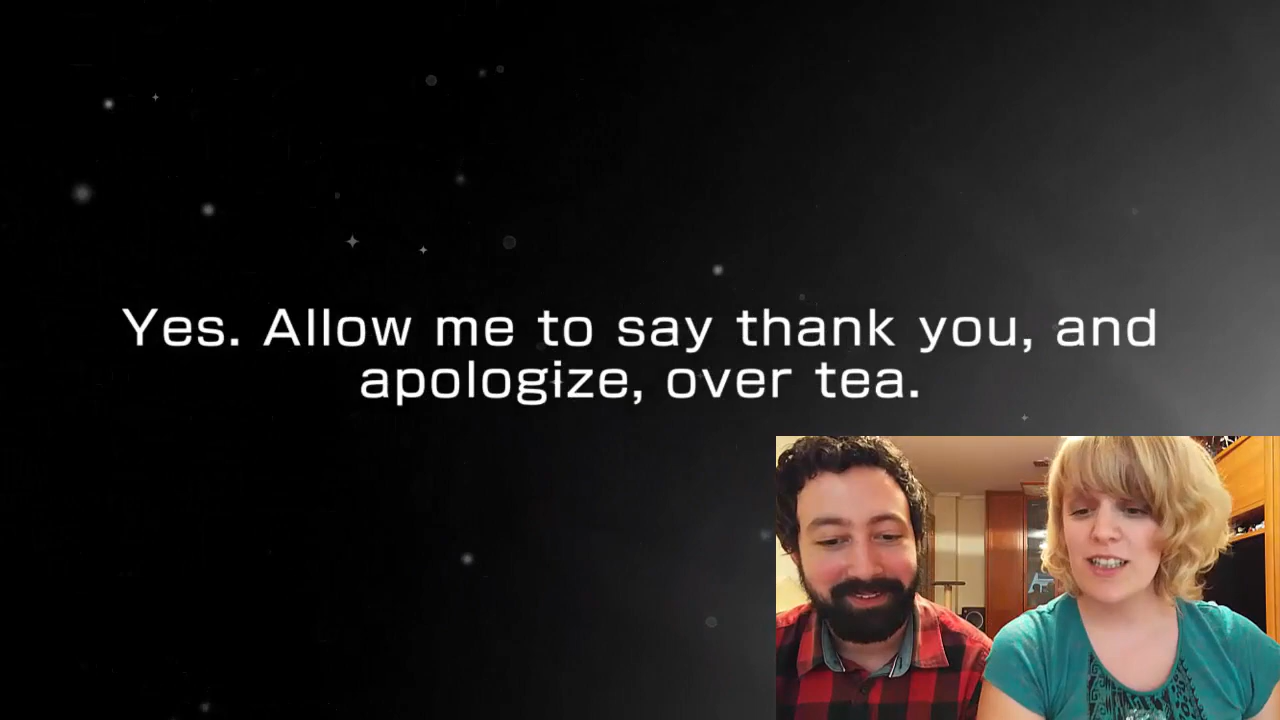 Yes. Allow me to say thank you, and
apologize, over tea.